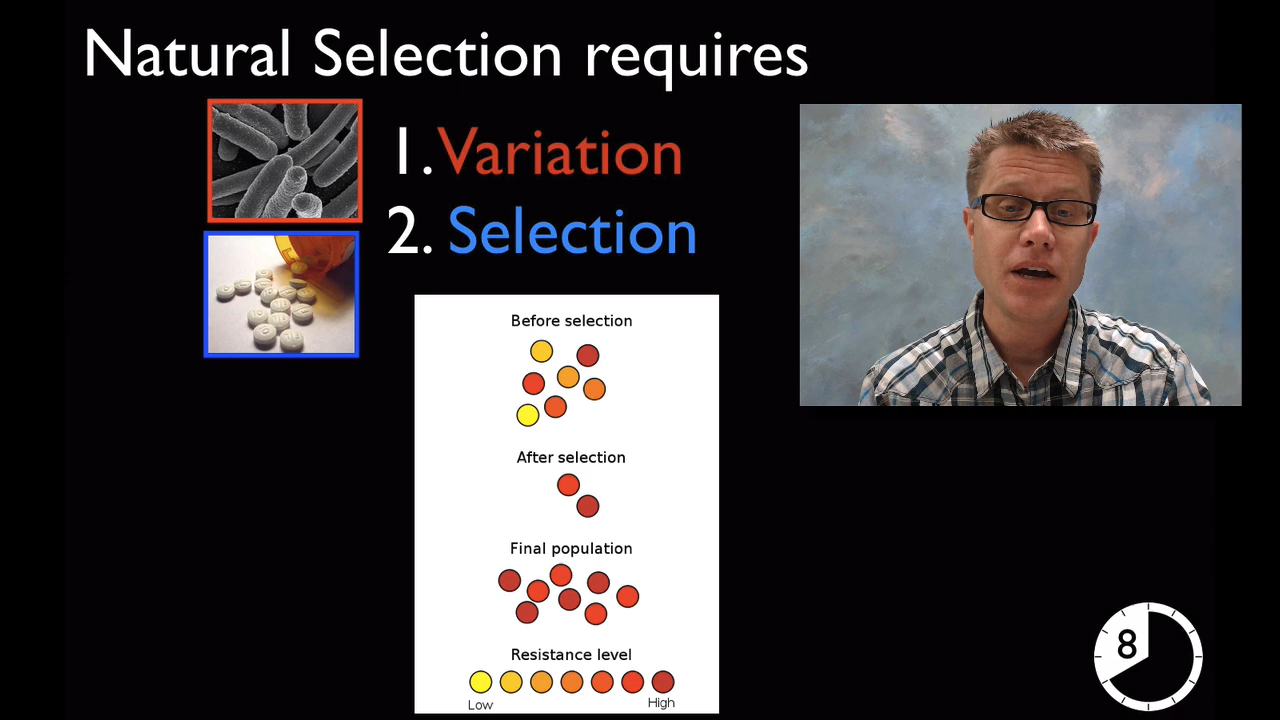 Natural Selection requires
1. Variation
2. Selection
Before selection
After selection
Final population
Resistance level
Low
High
8